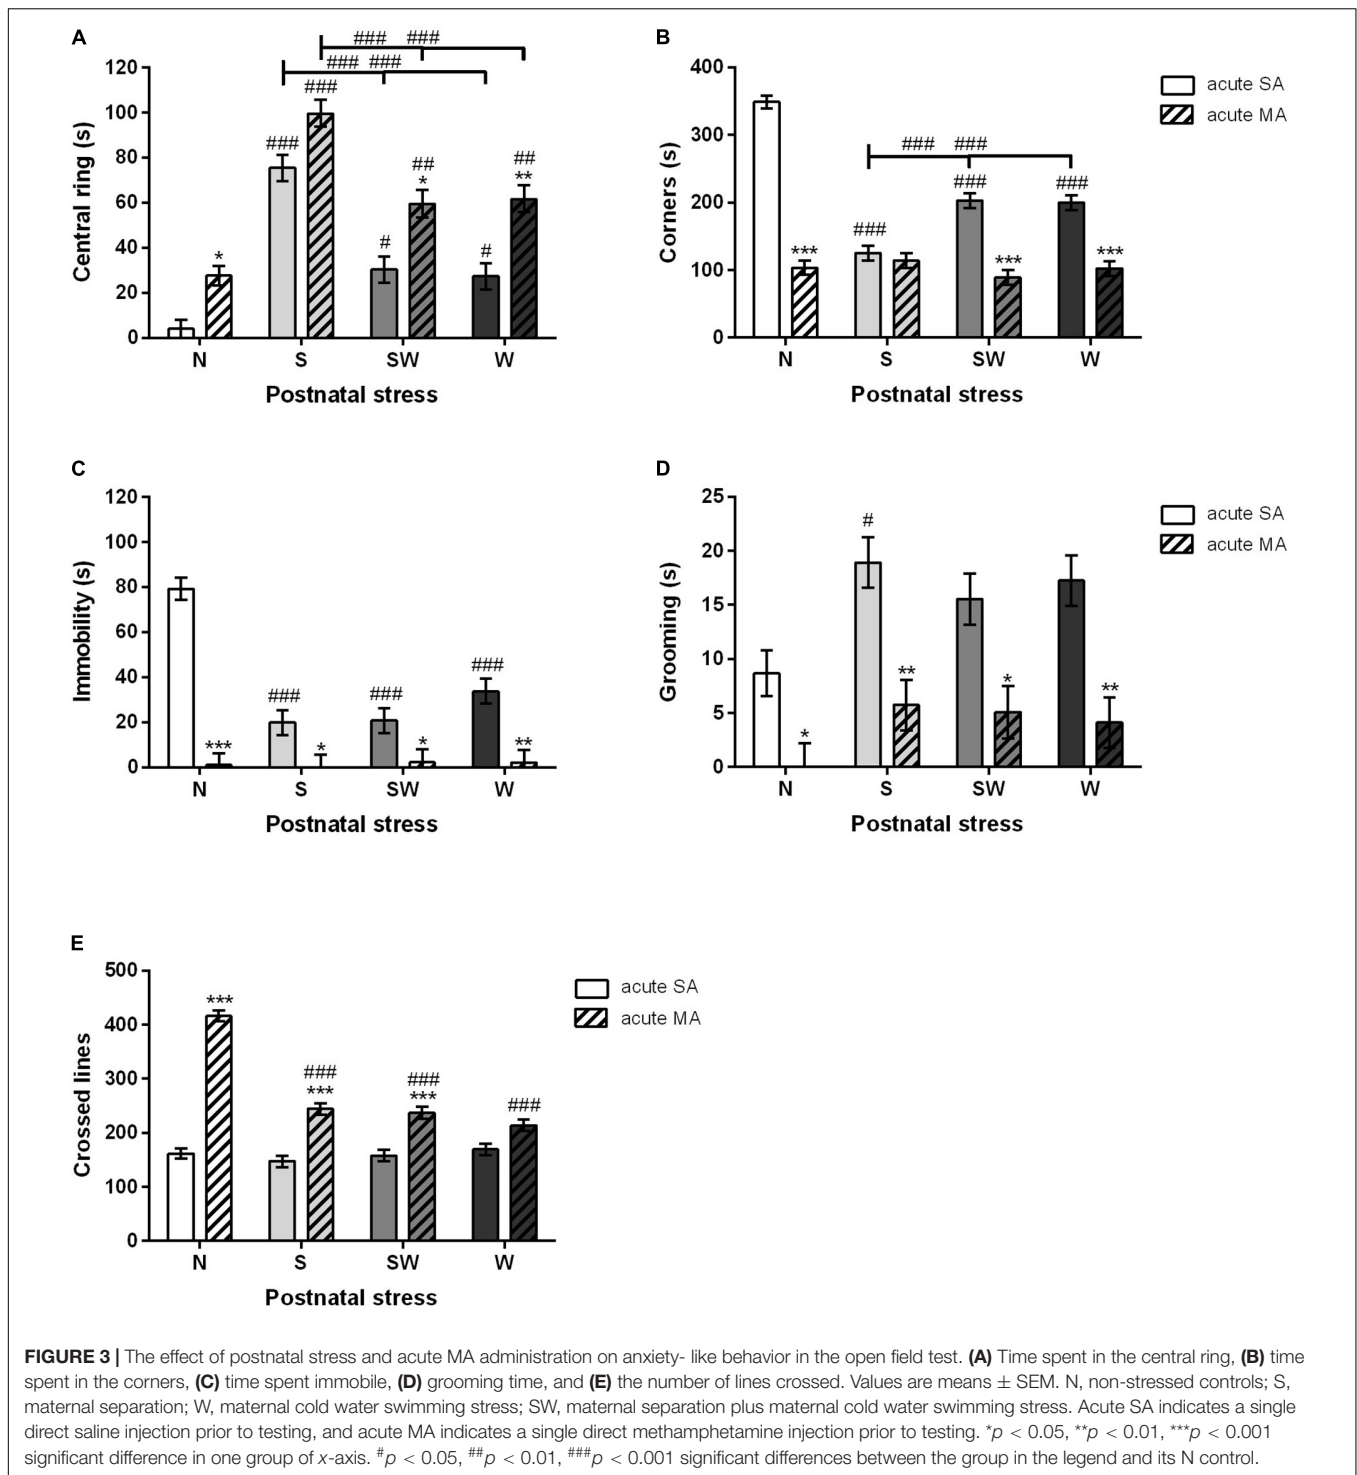 A
### ###
### ###
120
100
80
60
40
20
0
Central ring (s)
*
###
###
#
##
*
#
##
**
N S SW W
Postnatal stress
B
400
300
200
100
0
Corners (s)
### ###
***
###
###
***
###
***
N S SW W
Postnatal stress
acute SA
acute MA
C
120
100
80
60
40
20
0
Immobility (s)
***
###
*
###
*
###
**
N S SW W
Postnatal stress
D
25
20
15
10
5
0
Grooming (s)
*
#
**
*
**
N S SW W
Postnatal stress
acute SA
acute MA
E
500
400
300
200
100
0
Crossed lines
***
###
***
###
***
###
N S SW W
Postnatal stress
acute SA
acute MA
FIGURE 3 | The effect of postnatal stress and acute MA administration on anxiety- like behavior in the open field test. (A) Time spent in the central ring, (B) time
spent in the corners, (C) time spent immobile, (D) grooming time, and (E) the number of lines crossed. Values are means ± SEM. N, non-stressed controls; S,
maternal separation; W, maternal cold water swimming stress; SW, maternal separation plus maternal cold water swimming stress. Acute SA indicates a single
direct saline injection prior to testing, and acute MA indicates a single direct methamphetamine injection prior to testing. *p < 0.05, **p < 0.01, ***p < 0.001
significant difference in one group of x-axis. #p < 0.05, ##p < 0.01, ###p < 0.001 significant differences between the group in the legend and its N control.